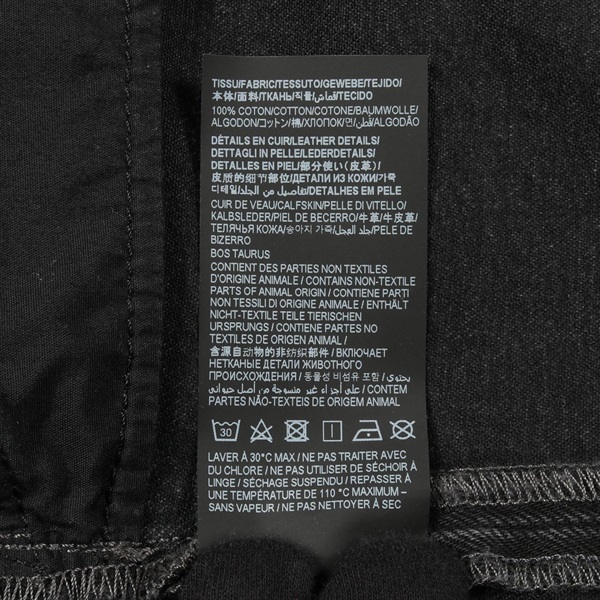 TISSU/FABRIC/TESSUTO/GEWEBE/TEJIDO/
本体/面料/ТКАНЬ/직물/قماش/TECIDO
100% COTON/COTTON/COTONE/BAUMWOLLE/
ALGODON/コットン/棉/ХЛОПОК/면/قطن/ALGODÃO
DÉTAILS EN CUIR/LEATHER DETAILS/
DETTAGLI IN PELLE/LEDERDETAILS/
DETALLES EN PIEL/部分使い(皮革)/
皮质的细节部位/ДЕТАЛИ ИЗ КОЖИ/가죽
디테일/تفاصيل من الجلد/DETALHES EM PELE
CUIR DE VEAU/CALFSKIN/PELLE DI VITELLO/
KALBSLEDER/PIEL DE BECERRO/牛革/牛皮革/
ТЕЛЯЧЬЯ КОЖА/송아지 가죽/جلد العجل/PELE DE
BIZERRO
BOS TAURUS
CONTIENT DES PARTIES NON TEXTILES
D'ORIGINE ANIMALE / CONTAINS NON-TEXTILE
PARTS OF ANIMAL ORIGIN / CONTIENE PARTI
NON TESSILI DI ORIGINE ANIMALE / ENTHÄLT
NICHT-TEXTILE TEILE TIERISCHEN
URSPRUNGS / CONTIENE PARTES NO
TEXTILES DE ORIGEN ANIMAL /
含源自动物的非纺织部件 / ВКЛЮЧАЕТ
НЕТКАНЫЕ ДЕТАЛИ ЖИВОТНОГО
ПРОИСХОЖДЕНИЯ / 동물성 비섬유 포함 / يحتوي
على أجزاء غير منسوجة من أصل حيواني / CONTEM
PARTES NÃO-TEXTEIS DE ORIGEM ANIMAL
30
LAVER À 30°C MAX / NE PAS TRAITER AVEC
DU CHLORE / NE PAS UTILISER DE SÉCHOIR À
LINGE / SÉCHAGE SUSPENDU / REPASSER À
UNE TEMPÉRATURE DE 110 °C MAXIMUM –
SANS VAPEUR / NE PAS NETTOYER À SEC